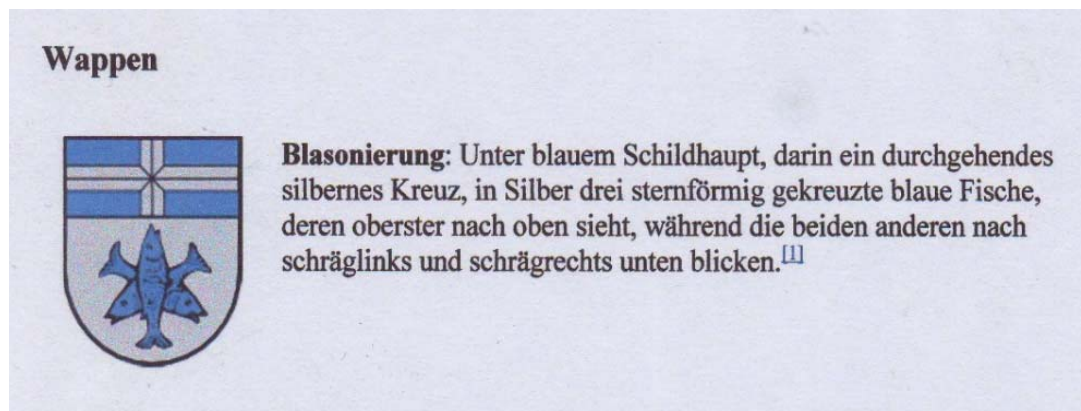 Wappen
Blasonierung: Unter blauem Schildhaupt, darin ein durchgehendes
silbernes Kreuz, in Silber drei sternförmig gekreuzte blaue Fische,
deren oberster nach oben sieht, während die beiden anderen nach
schräglinks und schrägrechts unten blicken.[1]